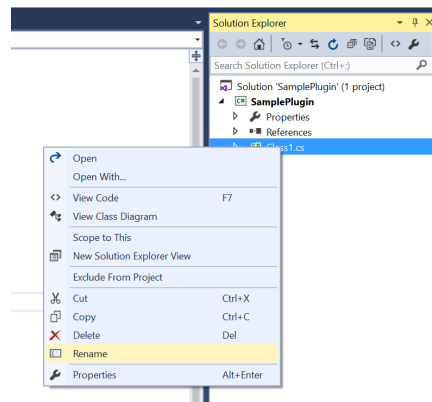 Solution Explorer
Search Solution Explorer (Ctrl+;)
Solution 'SamplePlugin' (1 project)
SamplePlugin
Properties
References
Class1.cs
Open
Open With...
View Code F7
View Class Diagram
Scope to This
New Solution Explorer View
Exclude From Project
Cut Ctrl+X
Copy Ctrl+C
Delete Del
Rename
Properties Alt+Enter